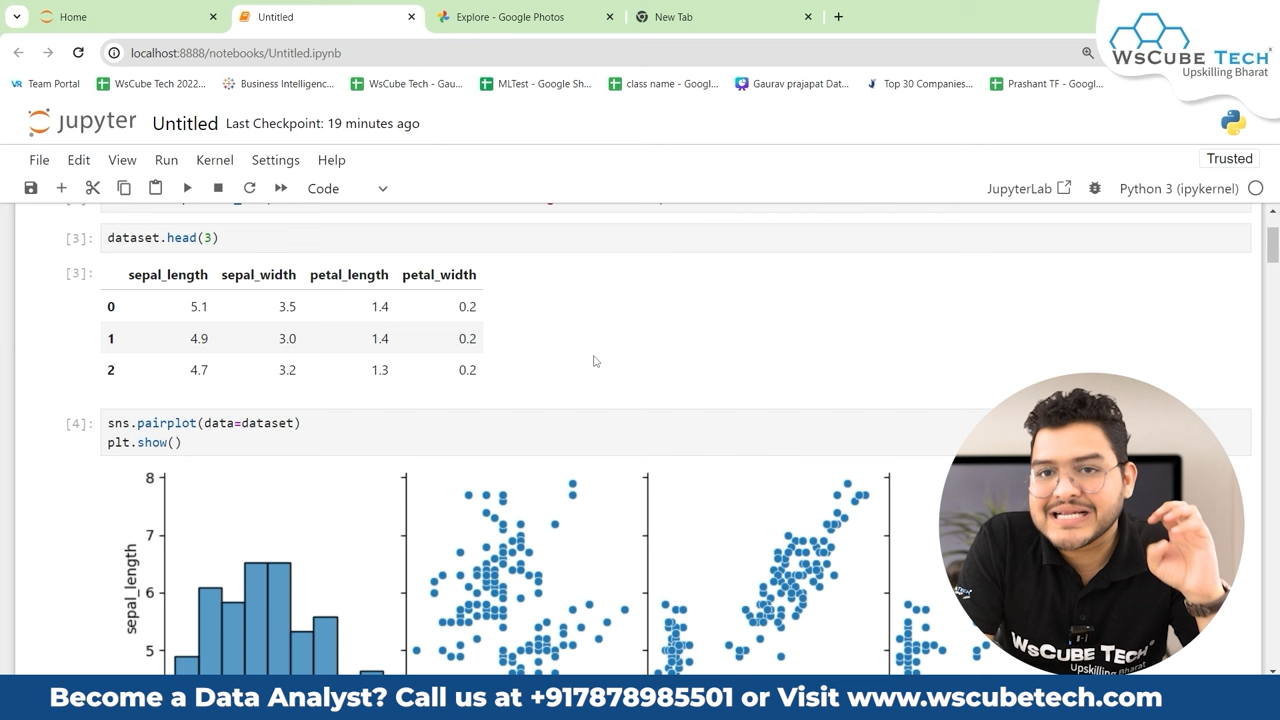 Home
Untitled
Explore - Google Photos
New Tab
localhost:8888/notebooks/Untitled.ipynb
WsCube Tech®
Upskilling Bharat
VR Team Portal
WsCube Tech 2022...
Business Intelligenc...
WsCube Tech - Gau...
MLTest - Google Sh...
class name - Googl...
Gaurav prajapat Dat...
Top 30 Companies...
Prashant TF - Googl...
jupyter Untitled Last Checkpoint: 19 minutes ago
File Edit View Run Kernel Settings Help
Trusted
Code
JupyterLab
Python 3 (ipykernel)
[3]: dataset.head(3)
[3]: sepal_length sepal_width petal_length petal_width
0 5.1 3.5 1.4 0.2
1 4.9 3.0 1.4 0.2
2 4.7 3.2 1.3 0.2
[4]: sns.pairplot(data=dataset)
plt.show()
8
7
6
5
sepal_length
WsCube Tech
Upskilling Bharat
Become a Data Analyst? Call us at +917878985501 or Visit www.wscubetech.com